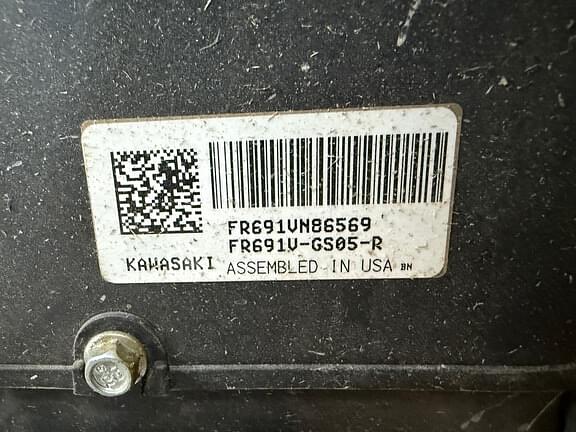 FR691VN86569
FR691V-GS05-R
KAWASAKI ASSEMBLED IN USA BN